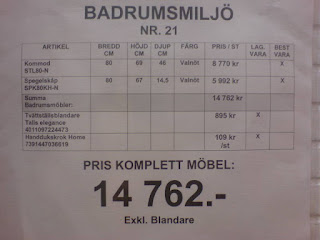 BADRUMSMILJÖ
NR. 21
ARTIKEL BREDD CM HÖJD CM DJUP CM FÄRG PRIS / ST LAG. VARA BEST VARA
Kommod STL80-N 80 69 46 Valnöt 8 770 kr X
Spegelskåp SPK80KH-N 80 67 14,5 Valnöt 5 992 kr X
Summa Badrumsmöbler: 14 762 kr
Tvättställsblandare Talis elegance 4011097224473 895 kr X
Handdukskrok Home 7391447036619 109 kr /st X
PRIS KOMPLETT MÖBEL:
14 762.-
Exkl. Blandare